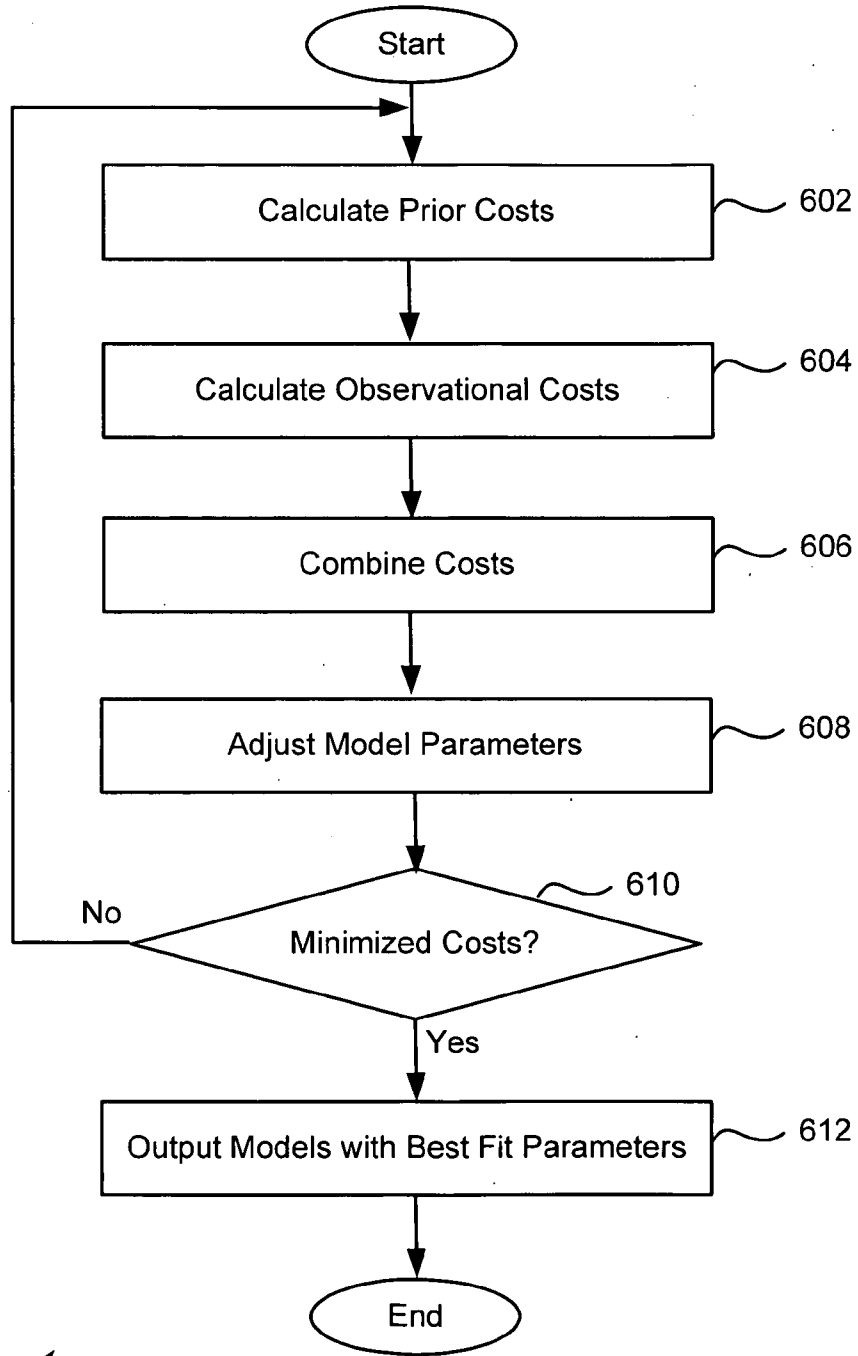 Start
Calculate Prior Costs
602
Calculate Observational Costs
604
Combine Costs
606
Adjust Model Parameters
608
610
No
Minimized Costs?
Yes
Output Models with Best Fit Parameters
612
End